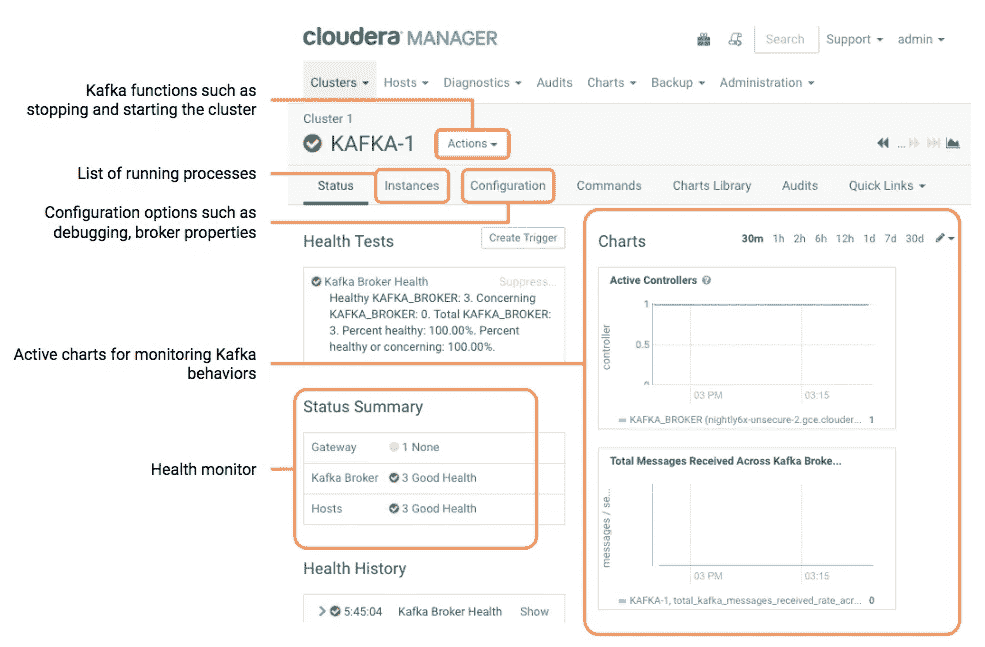 cloudera MANAGER
Search
Support
admin
Clusters
Hosts
Diagnostics
Audits
Charts
Backup
Administration
Kafka functions such as
stopping and starting the cluster
Cluster 1
KAFKA-1
Actions
...
List of running processes
Status
Instances
Configuration
Commands
Charts Library
Audits
Quick Links
Configuration options such as
debugging, broker properties
Health Tests
Create Trigger
Kafka Broker Health
Suppress...
Healthy KAFKA_BROKER: 3. Concerning
KAFKA_BROKER: 0. Total KAFKA_BROKER:
3. Percent healthy: 100.00%. Percent
healthy or concerning: 100.00%.
Active charts for monitoring Kafka
behaviors
Status Summary
Gateway
1 None
Kafka Broker
3 Good Health
Hosts
3 Good Health
Health monitor
Health History
5:45:04
Kafka Broker Health
Show
Charts
30m 1h 2h 6h 12h 1d 7d 30d
Active Controllers
controller
1
0.5
0
03 PM
03:15
KAFKA_BROKER (nightly6x-unsecure-2.gce.clouder... 1
Total Messages Received Across Kafka Broke...
messages / se...
03 PM
03:15
KAFKA-1, total_kafka_messages_received_rate_acr... 0